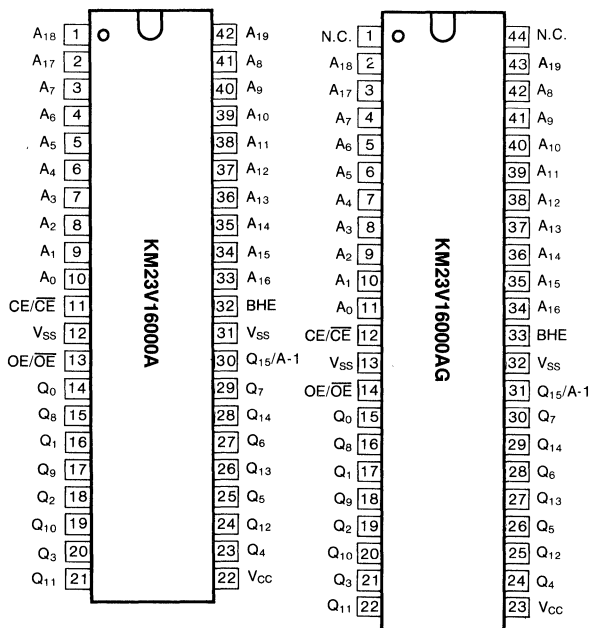 A18 1 42 A19
A17 2 41 A8
A7 3 40 A9
A6 4 39 A10
A5 5 38 A11
A4 6 37 A12
A3 7 36 A13
A2 8 35 A14
A1 9 34 A15
A0 10 33 A16
CE/C̅E̅ 11 32 BHE
VSS 12 31 VSS
OE/O̅E̅ 13 30 Q15/A-1
Q0 14 29 Q7
Q8 15 28 Q14
Q1 16 27 Q6
Q9 17 26 Q13
Q2 18 25 Q5
Q10 19 24 Q12
Q3 20 23 Q4
Q11 21 22 VCC
KM23V16000A
N.C. 1 44 N.C.
A18 2 43 A19
A17 3 42 A8
A7 4 41 A9
A6 5 40 A10
A5 6 39 A11
A4 7 38 A12
A3 8 37 A13
A2 9 36 A14
A1 10 35 A15
A0 11 34 A16
CE/C̅E̅ 12 33 BHE
VSS 13 32 VSS
OE/O̅E̅ 14 31 Q15/A-1
Q0 15 30 Q7
Q8 16 29 Q14
Q1 17 28 Q6
Q9 18 27 Q13
Q2 19 26 Q5
Q10 20 25 Q12
Q3 21 24 Q4
Q11 22 23 VCC
KM23V16000AG